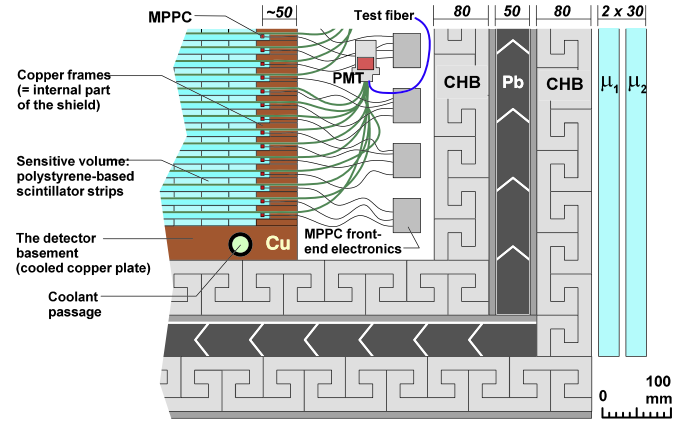 MPPC
~50
Test fiber
80
50
80
2 x 30
Copper frames
(= internal part
of the shield)
PMT
CHB
Pb
CHB
μ1
μ2
Sensitive volume:
polystyrene-based
scintillator strips
The detector
basement
(cooled copper plate)
Cu
MPPC front-
end electronics
Coolant
passage
0
100
mm